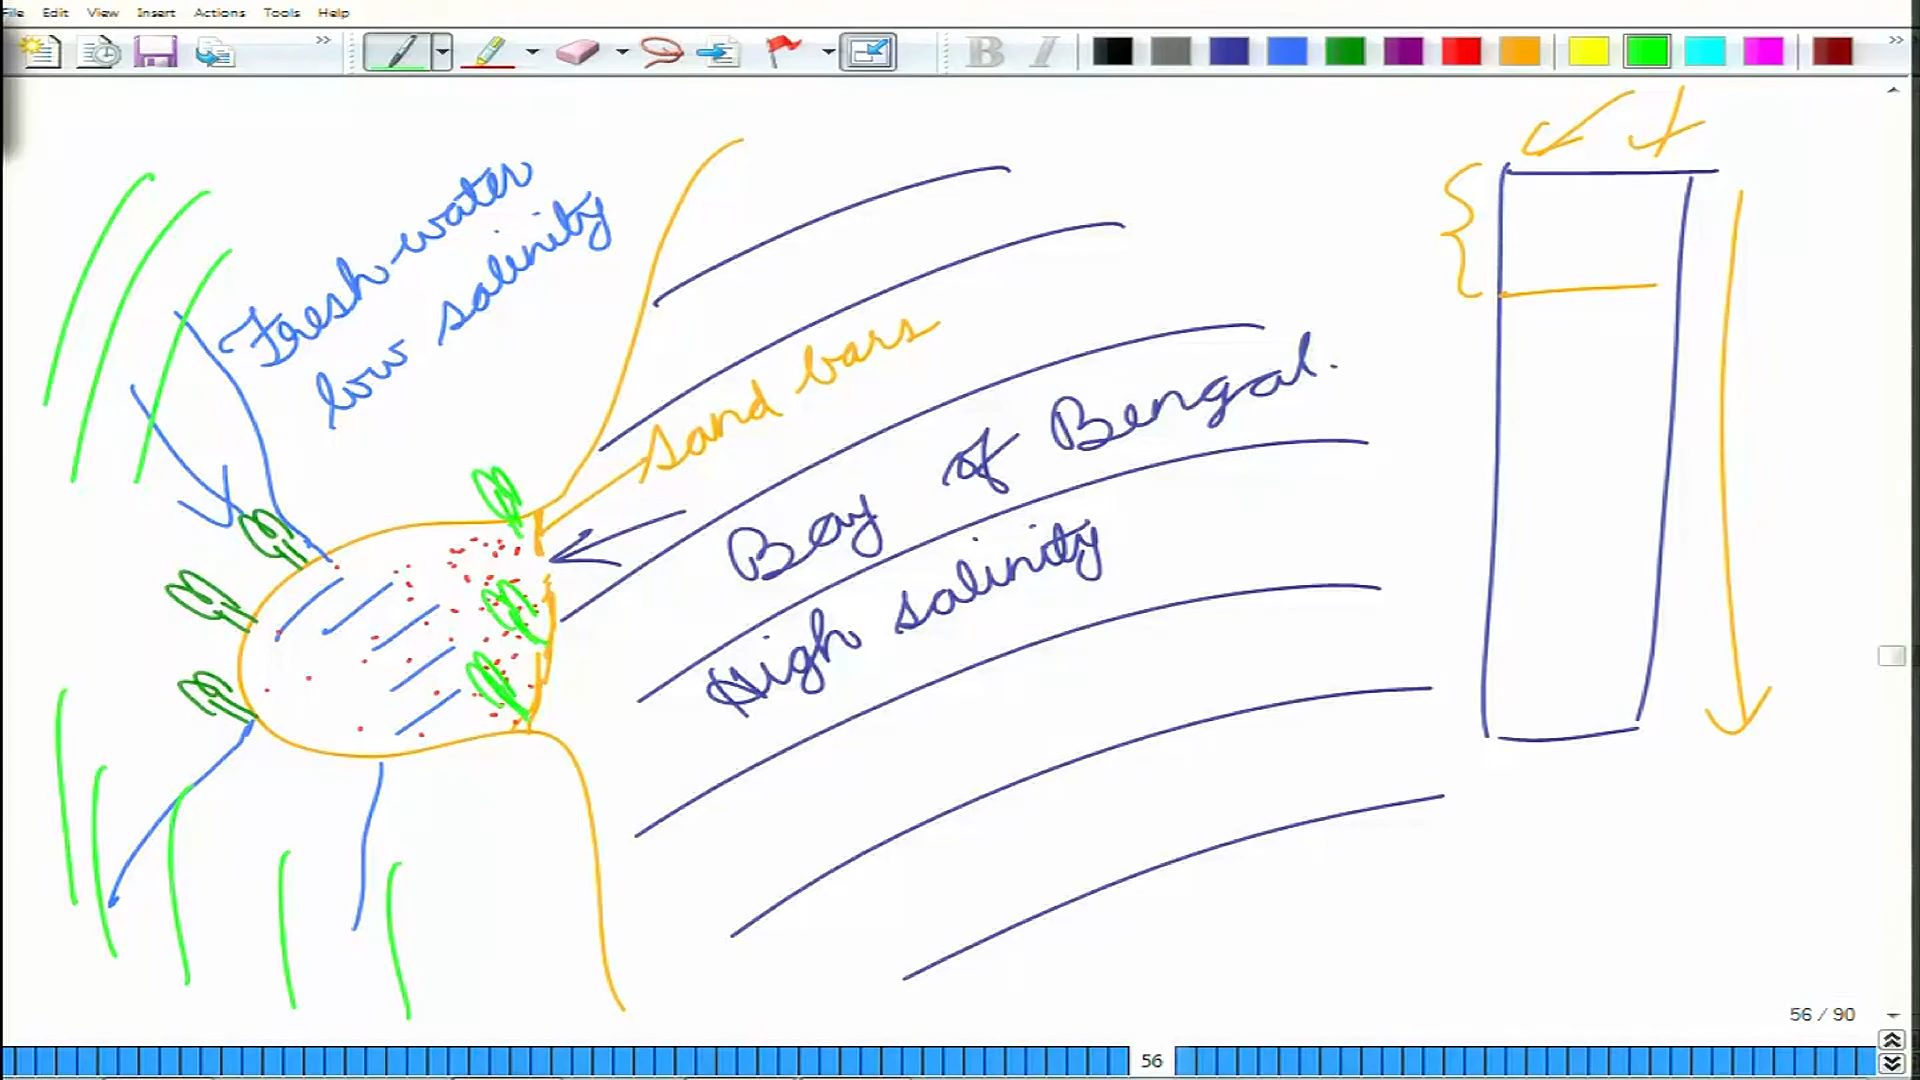 File Edit View Insert Actions Tools Help
B I
Fresh-water
low salinity
sand bars
Bay of Bengal.
High salinity
56 / 90
56